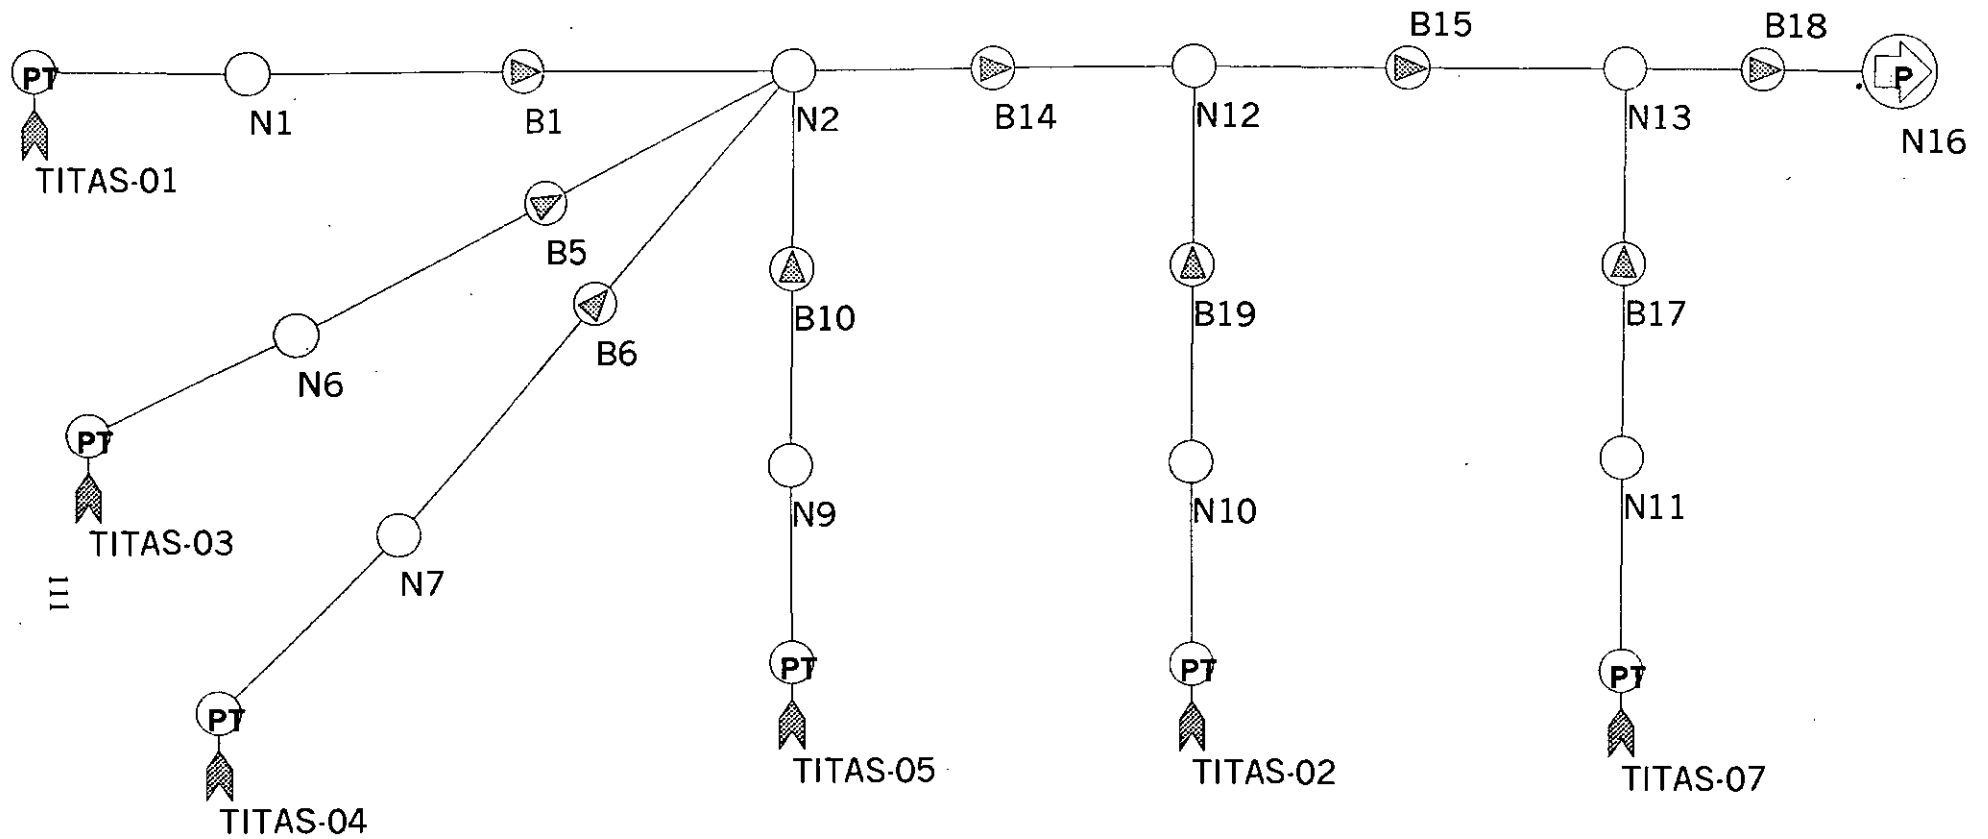 B15
B18
PT
P
N1
B1
N2
B14
N12
N13
N16
TITAS-01
B5
B10
B19
B17
B6
N6
PT
N9
N10
N11
TITAS-03
N7
111
PT
PT
PT
PT
TITAS-05
TITAS-02
TITAS-07
TITAS-04